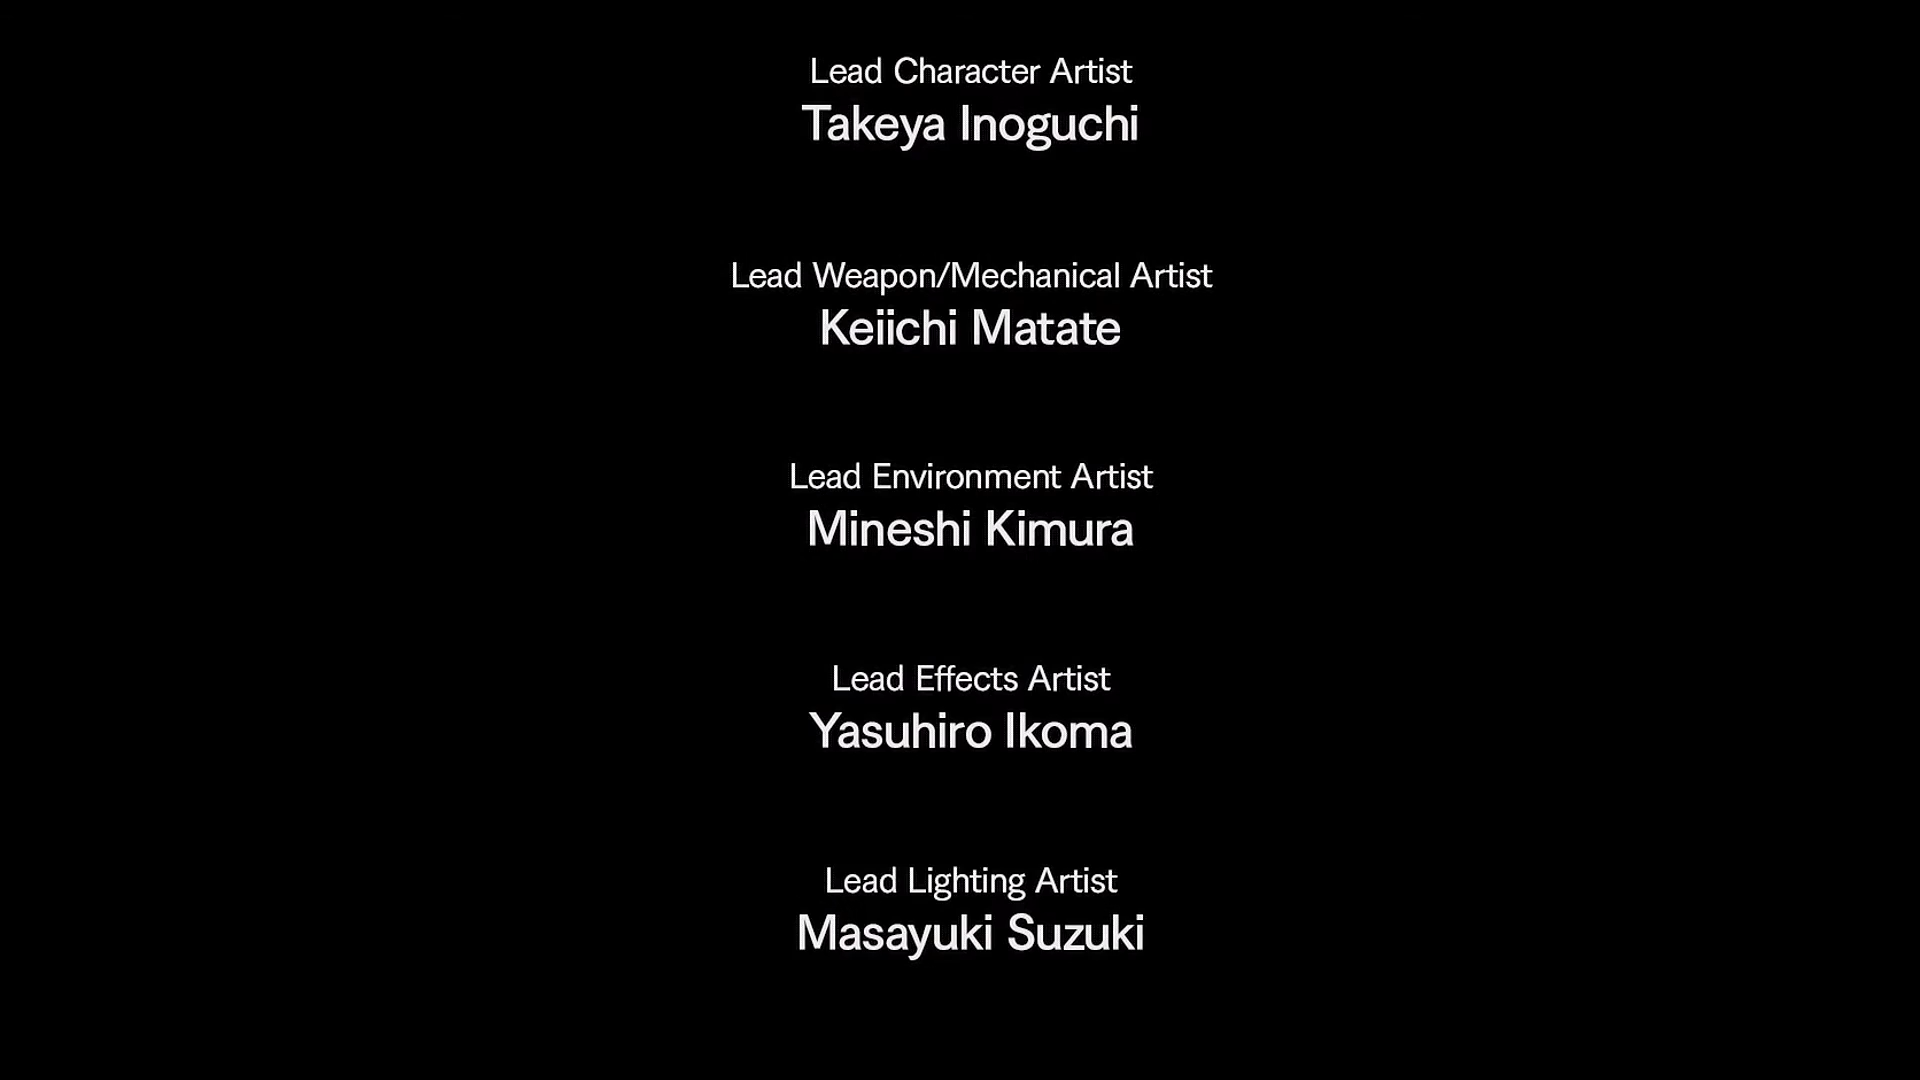 Lead Character Artist
Takeya Inoguchi
Lead Weapon/Mechanical Artist
Keiichi Matate
Lead Environment Artist
Mineshi Kimura
Lead Effects Artist
Yasuhiro Ikoma
Lead Lighting Artist
Masayuki Suzuki